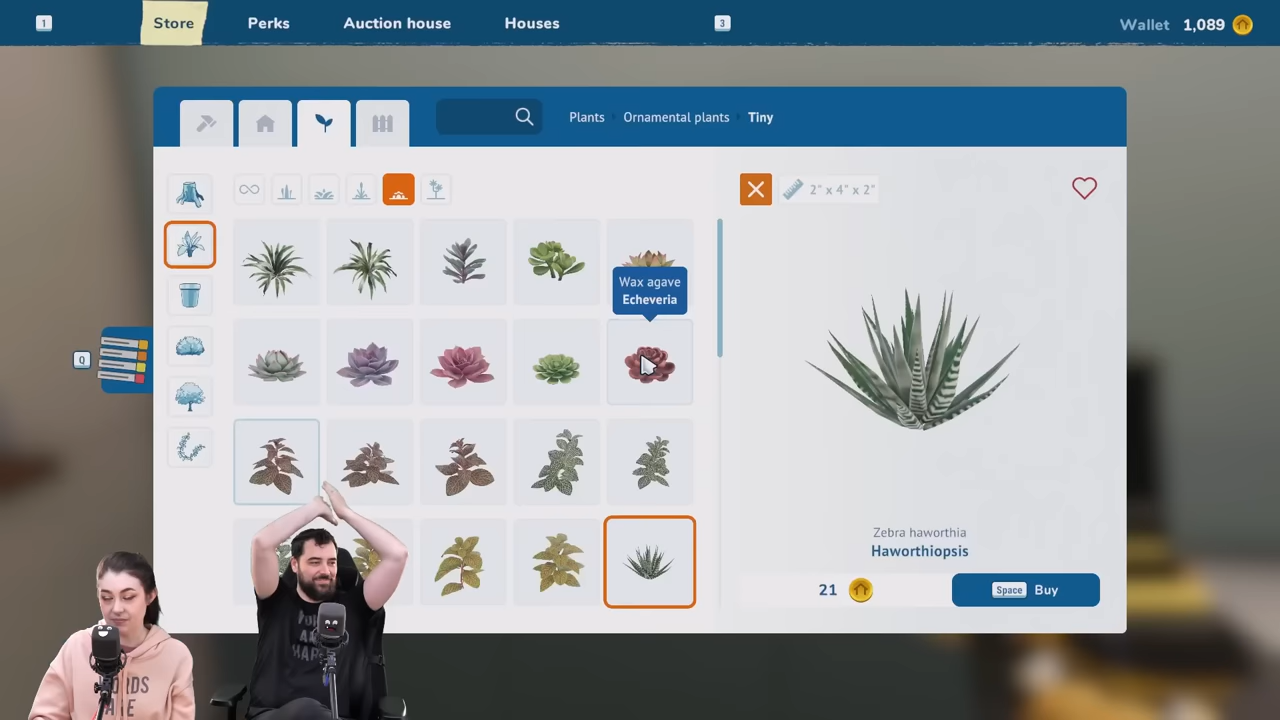 1
Store
Perks
Auction house
Houses
3
Wallet 1,089
Plants
Ornamental plants
Tiny
2" x 4" x 2"
Wax agave
Echeveria
Q
Zebra haworthia
Haworthiopsis
21
Space
Buy